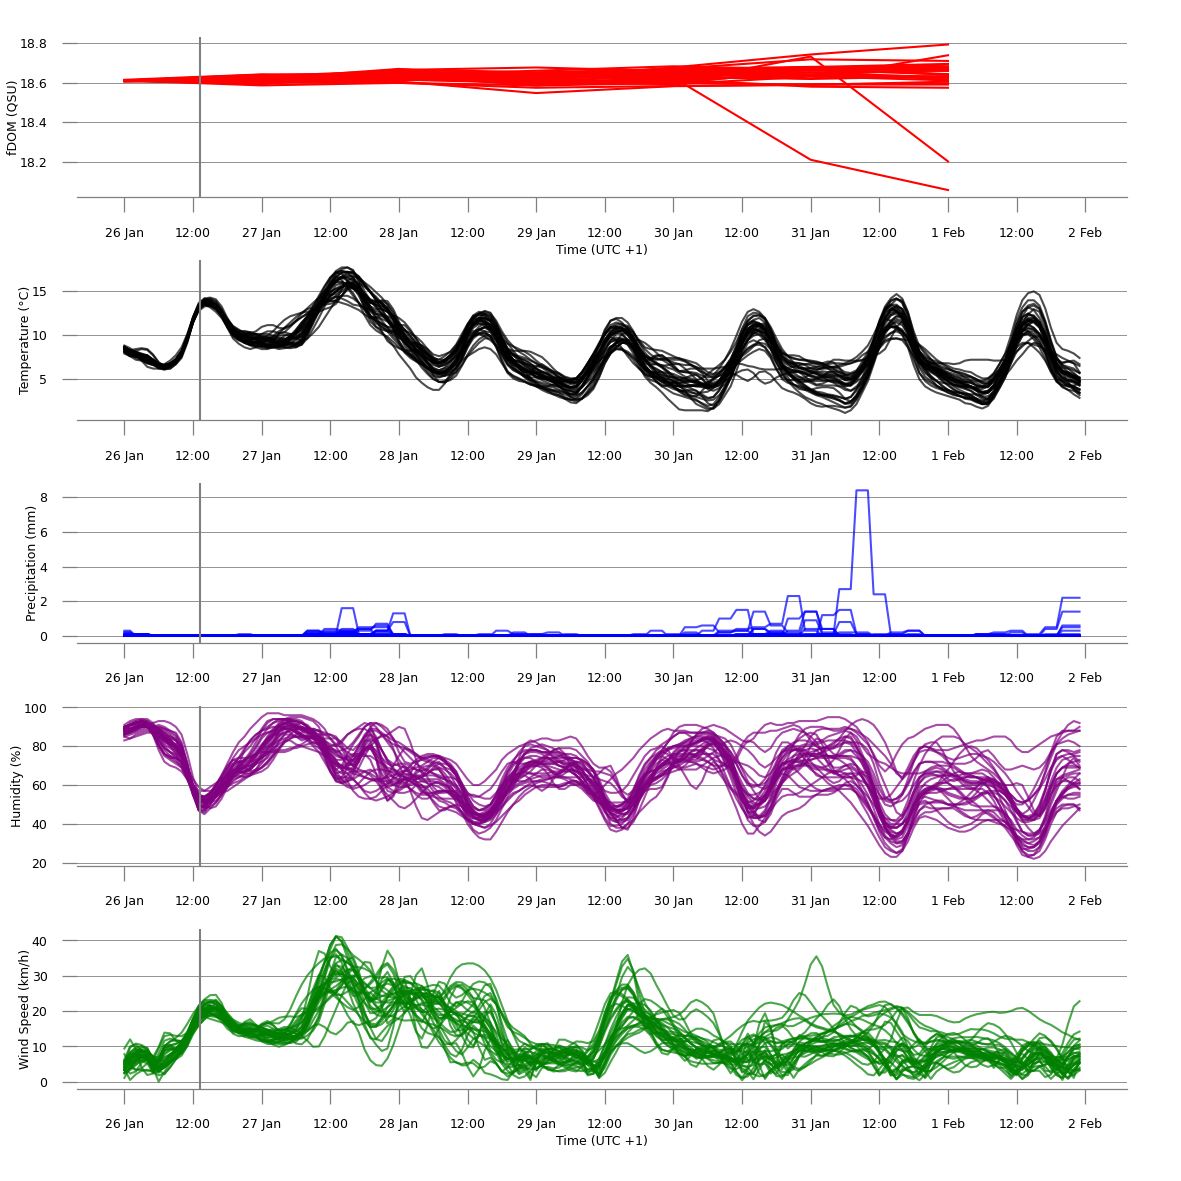 18.8
18.6
18.4
18.2
fDOM (QSU)
26 Jan 12:00 27 Jan 12:00 28 Jan 12:00 29 Jan 12:00 30 Jan 12:00 31 Jan 12:00 1 Feb 12:00 2 Feb
Time (UTC +1)
15
10
5
Temperature (°C)
26 Jan 12:00 27 Jan 12:00 28 Jan 12:00 29 Jan 12:00 30 Jan 12:00 31 Jan 12:00 1 Feb 12:00 2 Feb
8
6
4
2
0
Precipitation (mm)
26 Jan 12:00 27 Jan 12:00 28 Jan 12:00 29 Jan 12:00 30 Jan 12:00 31 Jan 12:00 1 Feb 12:00 2 Feb
100
80
60
40
20
Humidity (%)
26 Jan 12:00 27 Jan 12:00 28 Jan 12:00 29 Jan 12:00 30 Jan 12:00 31 Jan 12:00 1 Feb 12:00 2 Feb
40
30
20
10
0
Wind Speed (km/h)
26 Jan 12:00 27 Jan 12:00 28 Jan 12:00 29 Jan 12:00 30 Jan 12:00 31 Jan 12:00 1 Feb 12:00 2 Feb
Time (UTC +1)